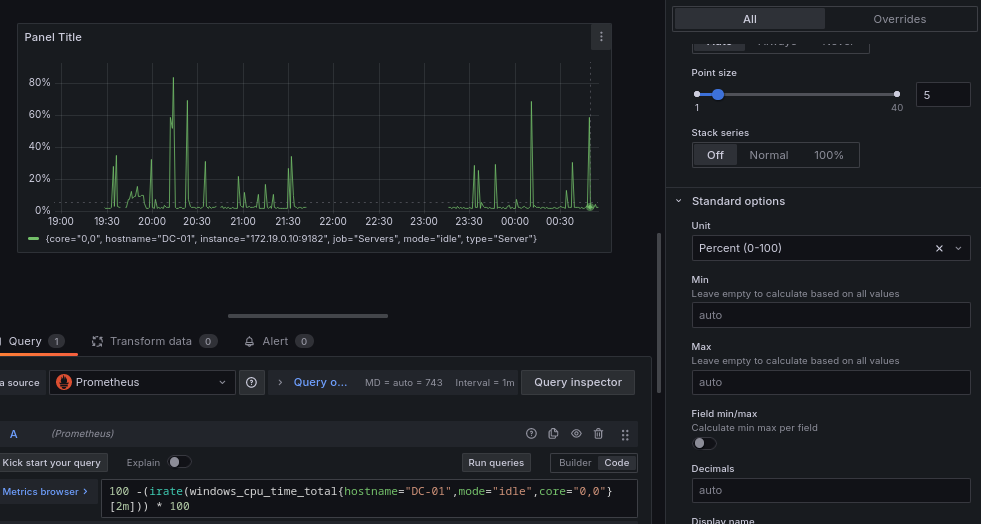 All
Overrides
Panel Title
Auto Always Never
80%
60%
40%
20%
0%
19:00 19:30 20:00 20:30 21:00 21:30 22:00 22:30 23:00 23:30 00:00 00:30
{core="0,0", hostname="DC-01", instance="172.19.0.10:9182", job="Servers", mode="idle", type="Server"}
Point size
5
1 40
Stack series
Off Normal 100%
Standard options
Unit
Percent (0-100)
Min
Leave empty to calculate based on all values
auto
Max
Leave empty to calculate based on all values
auto
Field min/max
Calculate min max per field
Decimals
auto
Display name
Query 1 Transform data 0 Alert 0
a source Prometheus Query o... MD = auto = 743 Interval = 1m Query inspector
A (Prometheus)
Kick start your query Explain Run queries Builder Code
Metrics browser > 100 -(irate(windows_cpu_time_total{hostname="DC-01",mode="idle",core="0,0"}
[2m])) * 100